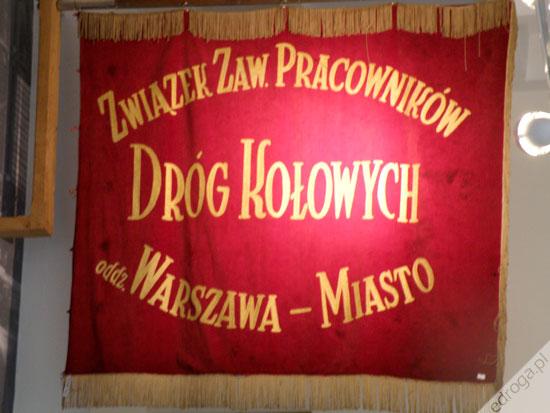 Związek Zaw. Pracowników
Dróg Kołowych
oddz. Warszawa – Miasto
edroga.pl